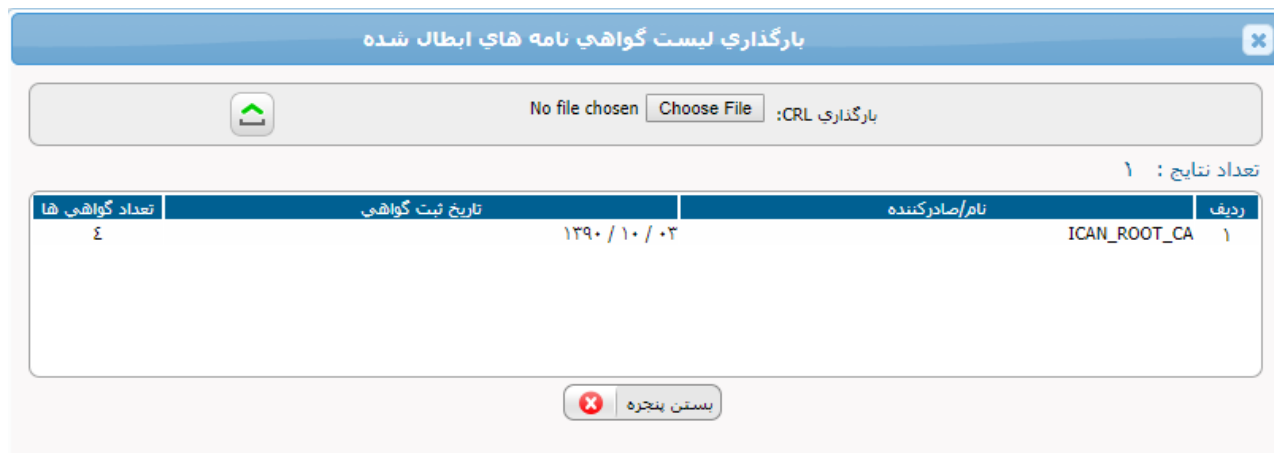 بارگذاري ليست گواهي نامه هاي ابطال شده
بارگذاري CRL: Choose File No file chosen
تعداد نتايج : ١
رديف نام/صادركننده تاريخ ثبت گواهي تعداد گواهي ها
١ ICAN_ROOT_CA ١٣٩٠ / ١٠ / ٠٣ ٤
بستن پنجره